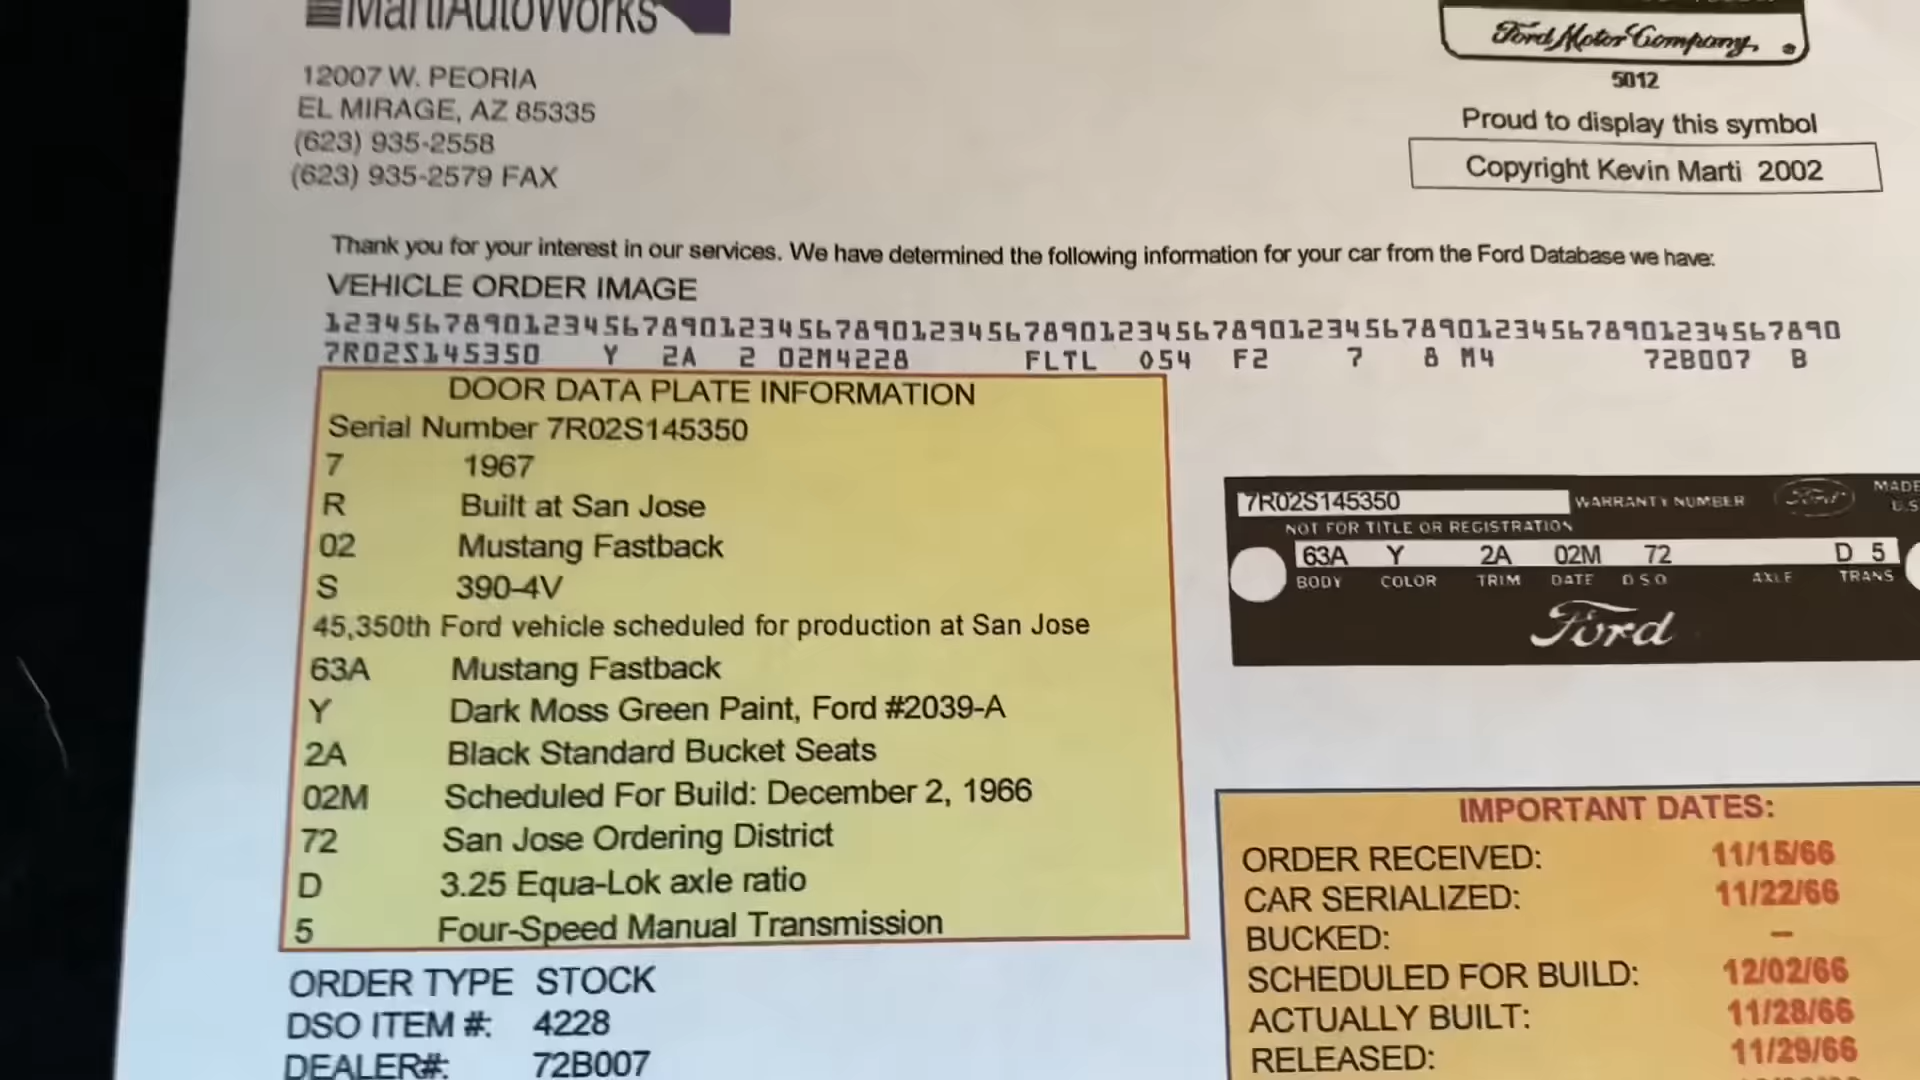 MartiAutoWorks
12007 W. PEORIA
EL MIRAGE, AZ 85335
(623) 935-2558
(623) 935-2579 FAX
Ford Motor Company
5012
Proud to display this symbol
Copyright Kevin Marti 2002
Thank you for your interest in our services. We have determined the following information for your car from the Ford Database we have:
VEHICLE ORDER IMAGE
12345678901234567890123456789012345678901234567890123456789012345678901234567890
7R02S145350 Y 2A 2 02M4228 FLTL 054 F2 7 8 M4 72B007 B
DOOR DATA PLATE INFORMATION
Serial Number 7R02S145350
7 1967
R Built at San Jose
02 Mustang Fastback
S 390-4V
45,350th Ford vehicle scheduled for production at San Jose
63A Mustang Fastback
Y Dark Moss Green Paint, Ford #2039-A
2A Black Standard Bucket Seats
02M Scheduled For Build: December 2, 1966
72 San Jose Ordering District
D 3.25 Equa-Lok axle ratio
5 Four-Speed Manual Transmission
ORDER TYPE STOCK
DSO ITEM #: 4228
DEALER#: 72B007
7R02S145350 WARRANTY NUMBER Ford MADE
U.S
NOT FOR TITLE OR REGISTRATION
63A Y 2A 02M 72 D 5
BODY COLOR TRIM DATE DSO AXLE TRANS
Ford
IMPORTANT DATES:
ORDER RECEIVED: 11/15/66
CAR SERIALIZED: 11/22/66
BUCKED: –
SCHEDULED FOR BUILD: 12/02/66
ACTUALLY BUILT: 11/28/66
RELEASED: 11/29/66